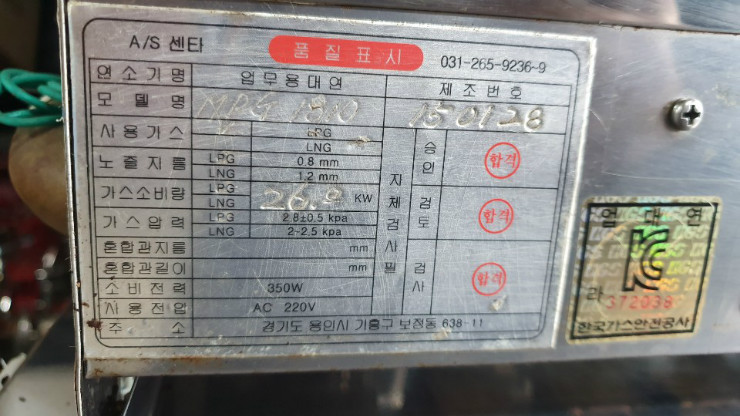 A/S 센타 품질표시 031-265-9236~9
연소기명 업무용대연 제조번호
모델명 MPG 1300 150128
사용가스 LPG
LNG
노즐지름 LPG 0.8 mm
LNG 1.2 mm
가스소비량 LPG
LNG 26.9 KW
가스압력 LPG 2.8±0.5 kpa
LNG 2~2.5 kpa
혼합관지름 mm
혼합관길이 mm
소비전력 350W
사용전압 AC 220V
주소 경기도 용인시 기흥구 보정동 638-11
자체검사필
승인 합격
검토 합격
검사 합격
업대연
KC
라
372038
한국가스안전공사